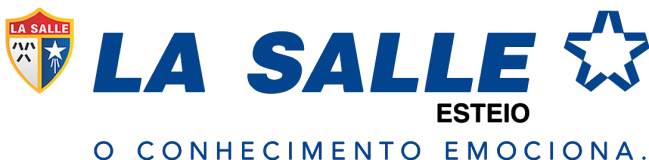 LA SALLE
LA SALLE
ESTEIO
O CONHECIMENTO EMOCIONA.